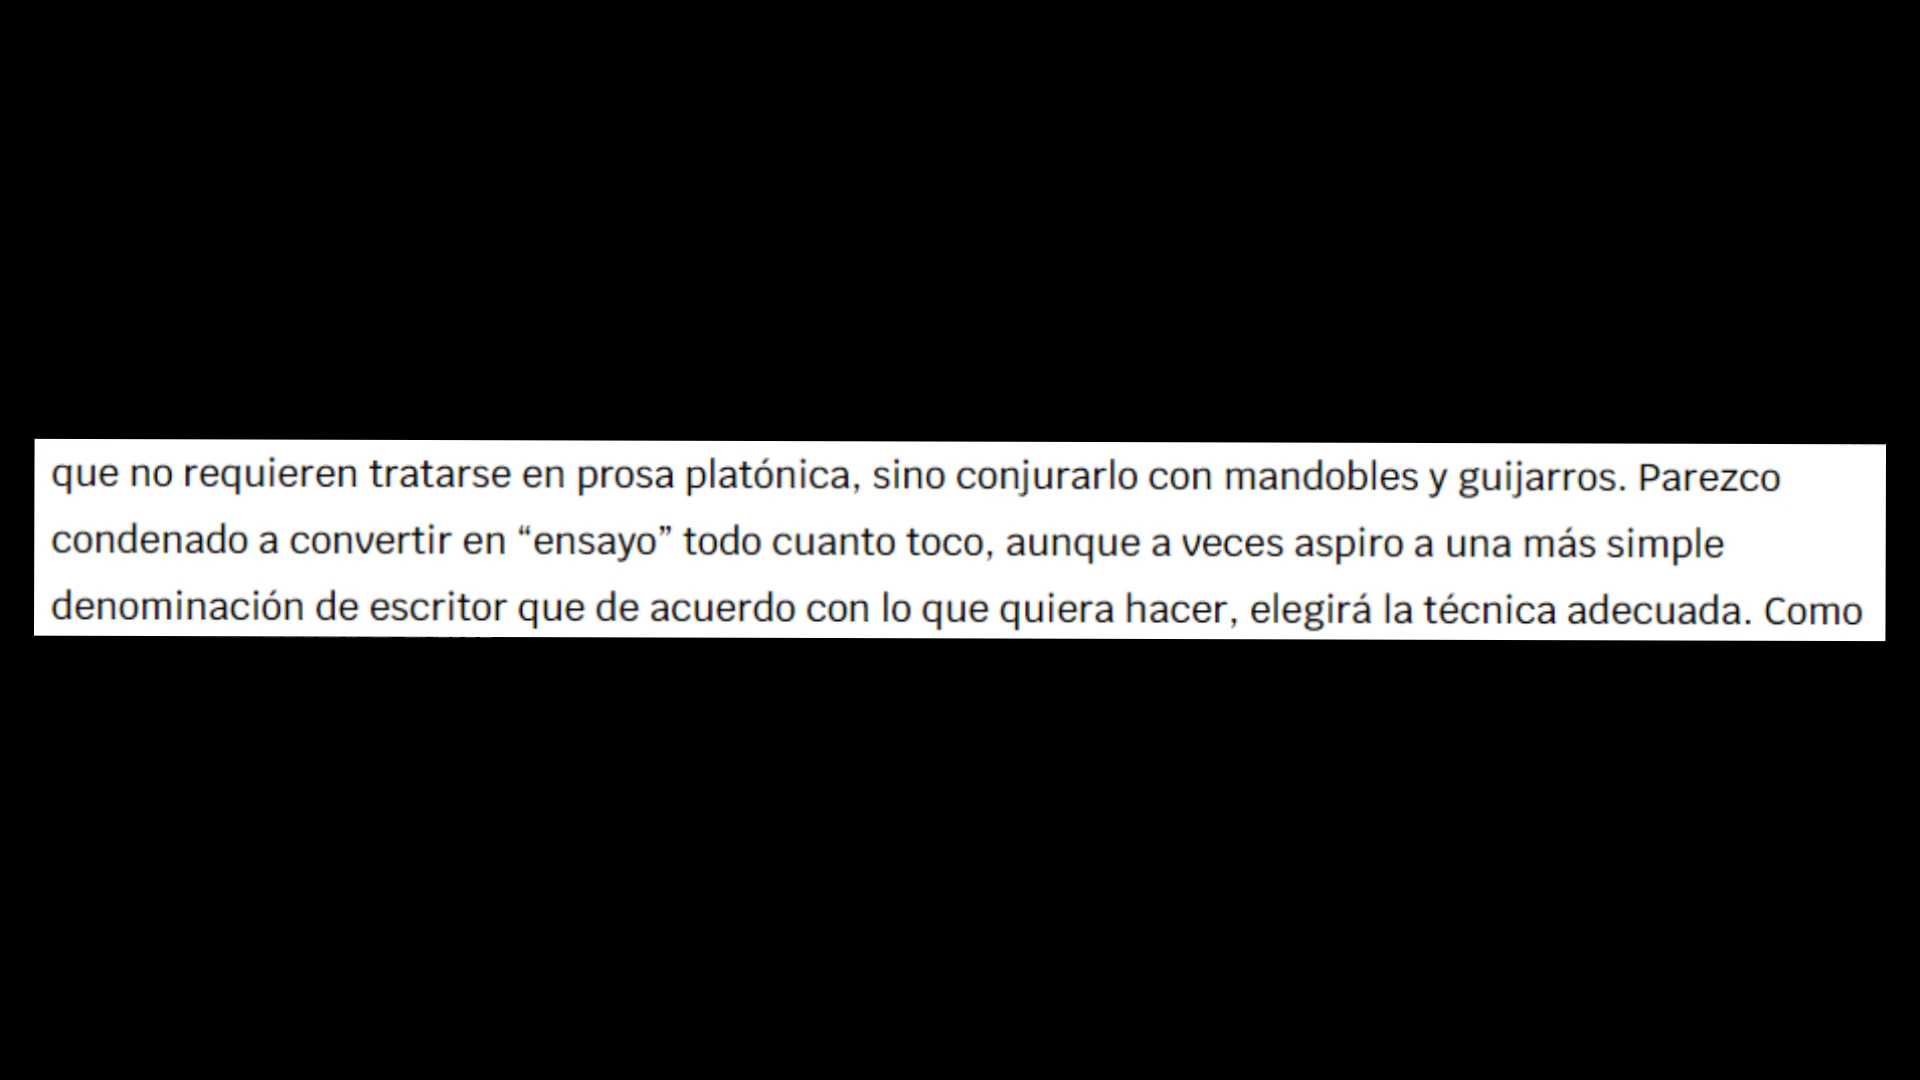 que no requieren tratarse en prosa platónica, sino conjurarlo con mandobles y guijarros. Parezco
condenado a convertir en “ensayo” todo cuanto toco, aunque a veces aspiro a una más simple
denominación de escritor que de acuerdo con lo que quiera hacer, elegirá la técnica adecuada. Como